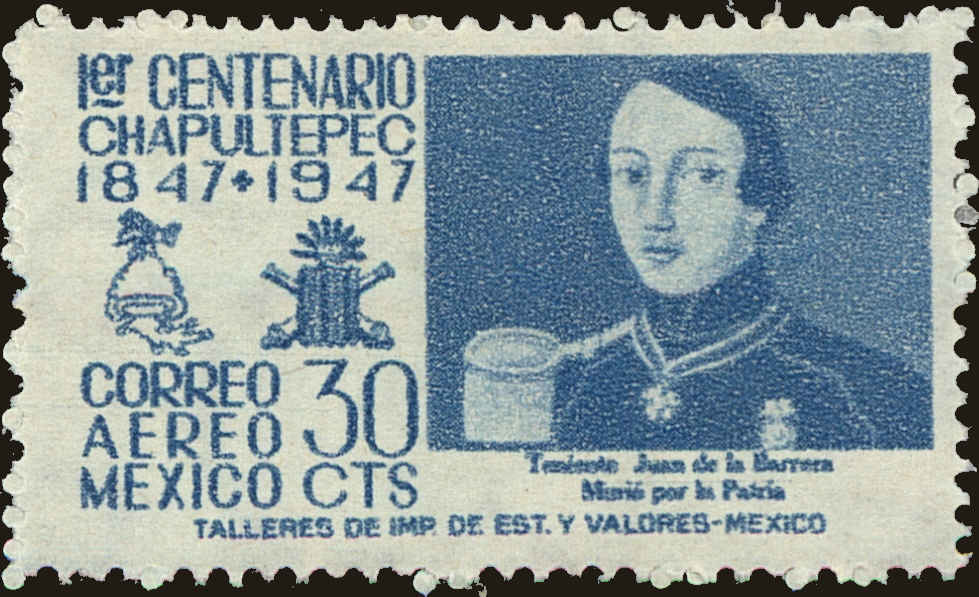 1er CENTENARIO
CHAPULTEPEC
1847•1947
CORREO
AEREO
30
MEXICO CTS
Teniente Juan de la Barrera
Murió por la Patria
TALLERES DE IMP. DE EST. Y VALORES-MEXICO